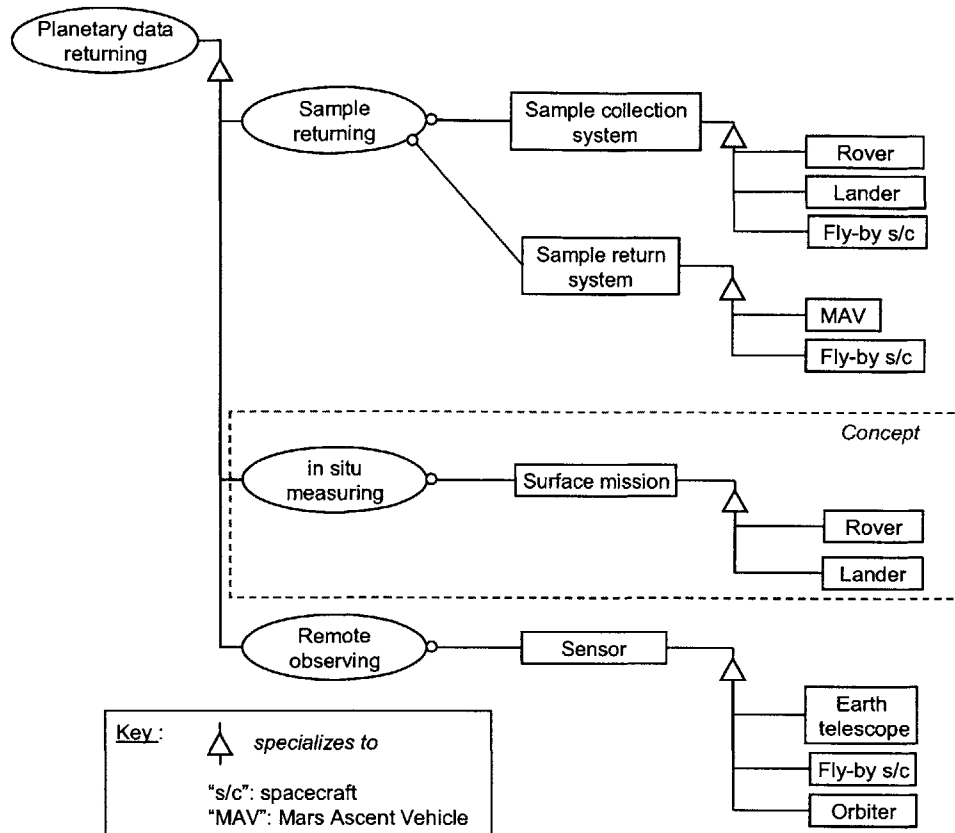 Planetary data
returning
Sample
returning
Sample collection
system
Rover
Lander
Fly-by s/c
Sample return
system
MAV
Fly-by s/c
Concept
in situ
measuring
Surface mission
Rover
Lander
Remote
observing
Sensor
Earth
telescope
Fly-by s/c
Orbiter
Key :
specializes to
“s/c”: spacecraft
“MAV”: Mars Ascent Vehicle